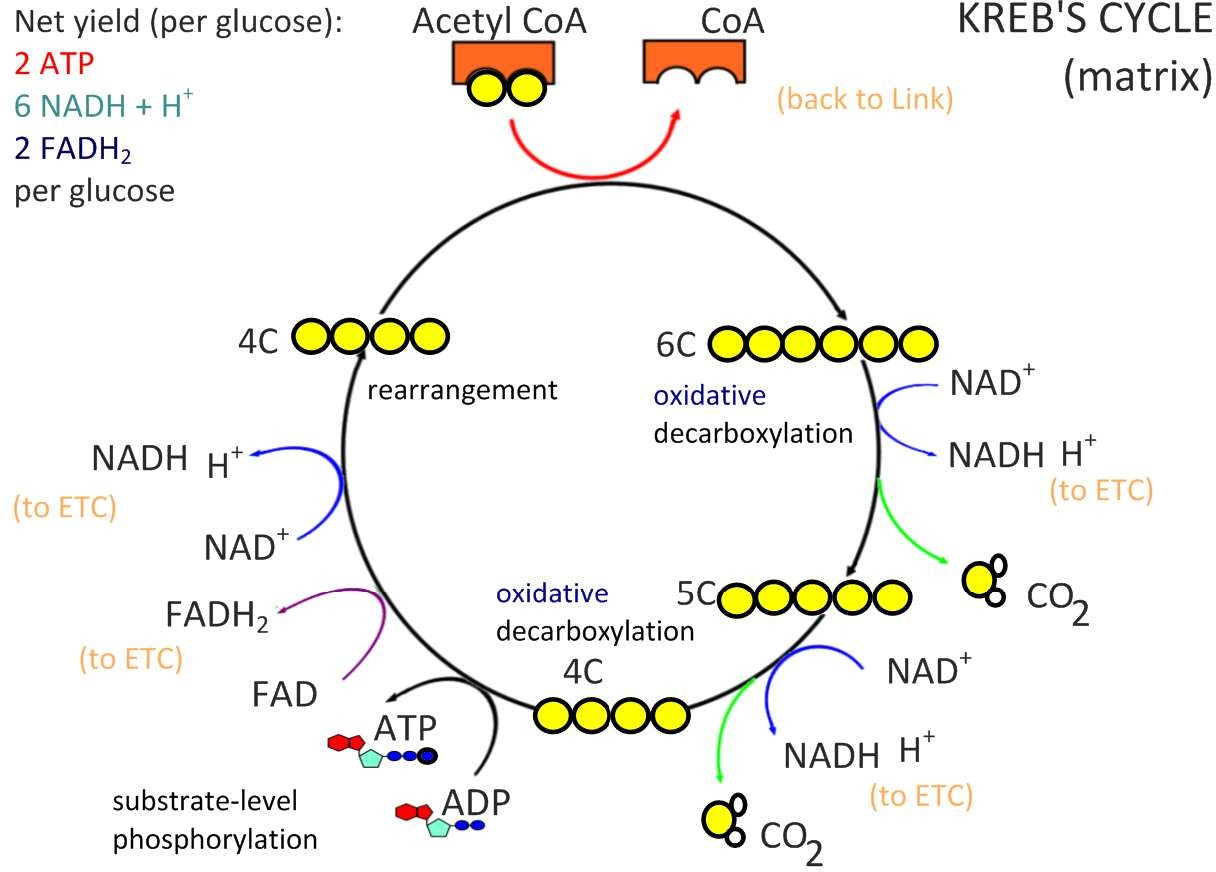 Net yield (per glucose):
2 ATP
6 NADH + H⁺
2 FADH₂
per glucose
Acetyl CoA
CoA
(back to Link)
KREB'S CYCLE
(matrix)
4C
rearrangement
6C
oxidative
decarboxylation
NAD⁺
NADH H⁺
(to ETC)
CO₂
5C
oxidative
decarboxylation
NAD⁺
NADH H⁺
(to ETC)
CO₂
4C
ATP
ADP
substrate-level
phosphorylation
FADH₂
(to ETC)
FAD
NADH H⁺
(to ETC)
NAD⁺